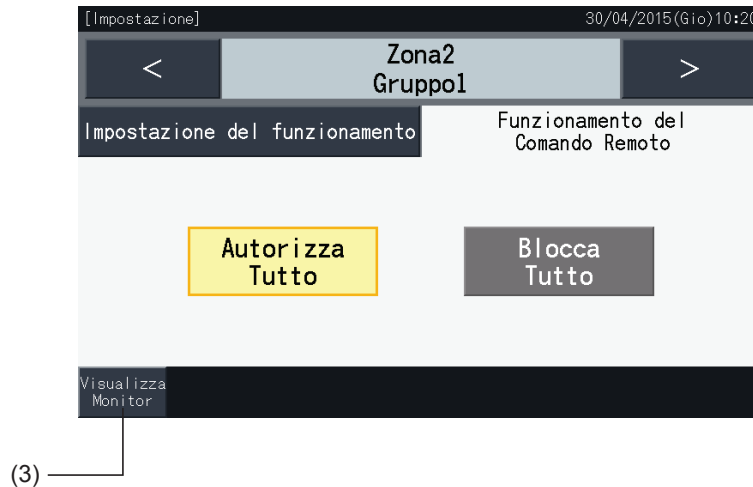 [Impostazione] 30/04/2015(Gio)10:20
< Zona2 >
Gruppo1
Impostazione del funzionamento
Funzionamento del
Comando Remoto
Autorizza
Tutto
Blocca
Tutto
Visualizza
Monitor
(3)